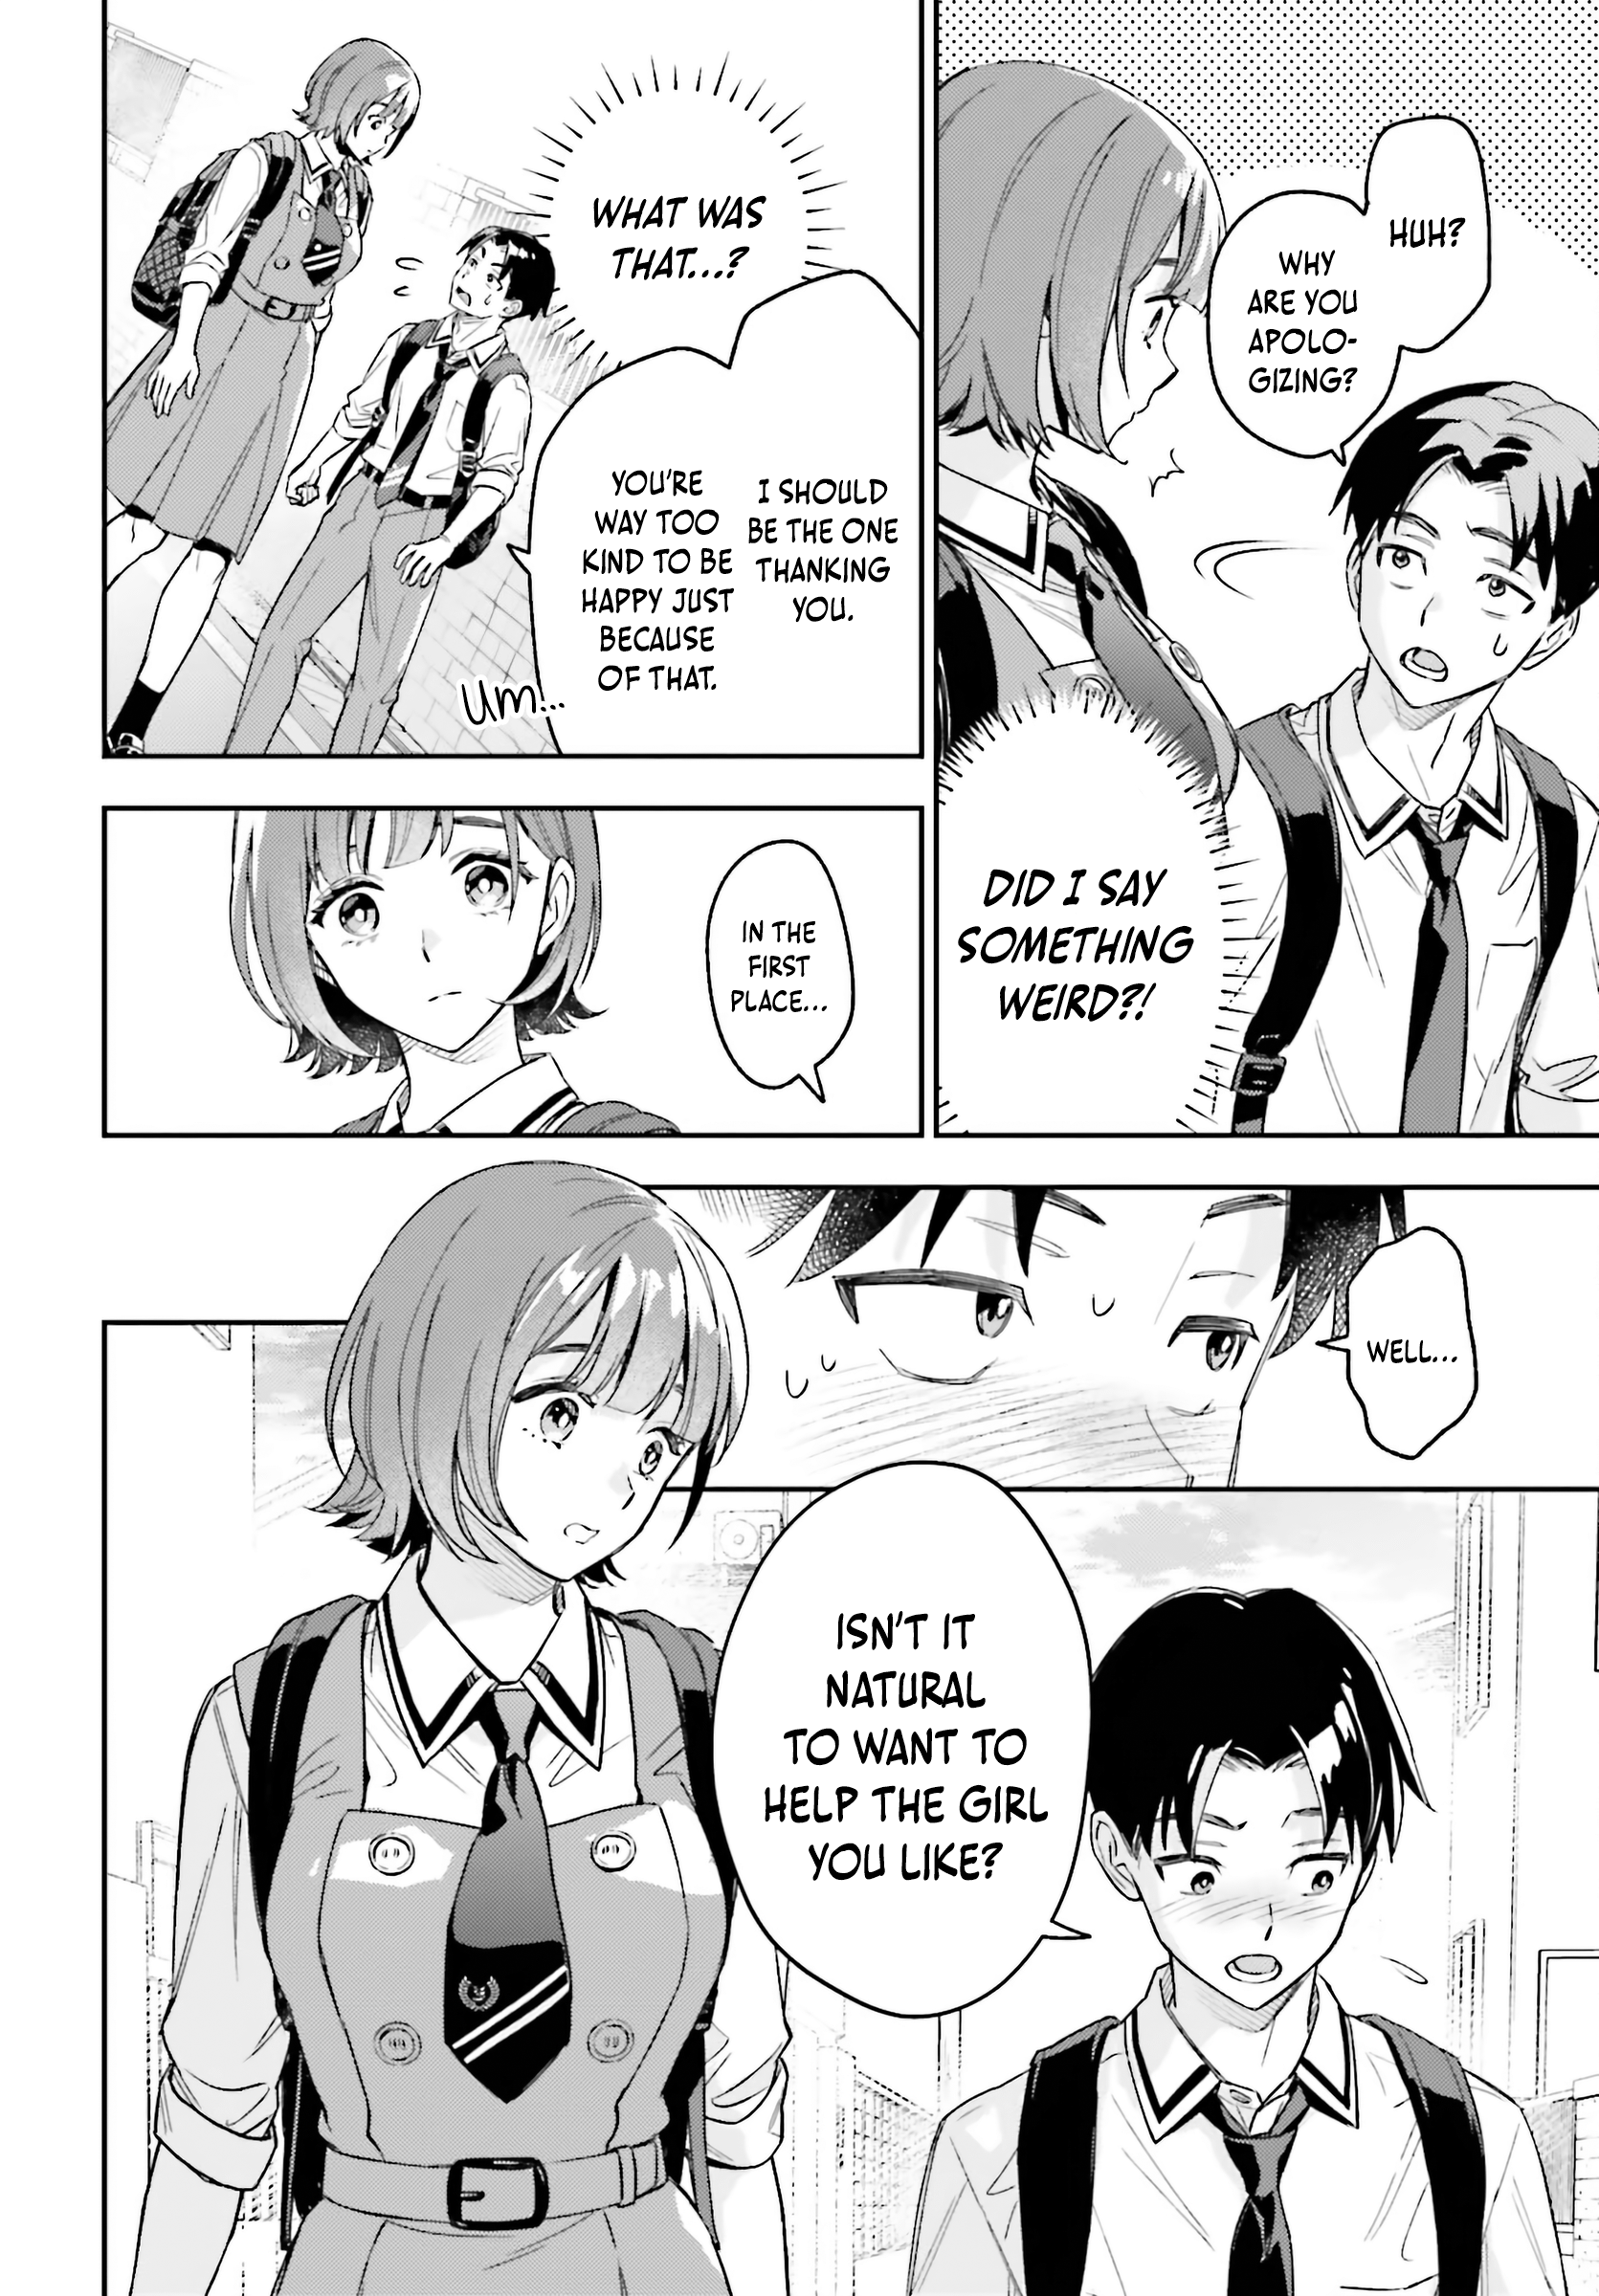 HUH?
WHY
ARE YOU
APOLO-
GIZING?
DID I SAY
SOMETHING
WEIRD?!
WHAT WAS
THAT...?
I SHOULD
BE THE ONE
THANKING
YOU.
YOU'RE
WAY TOO
KIND TO BE
HAPPY JUST
BECAUSE
OF THAT.
UM...
IN THE
FIRST
PLACE...
WELL...
ISN'T IT
NATURAL
TO WANT TO
HELP THE GIRL
YOU LIKE?